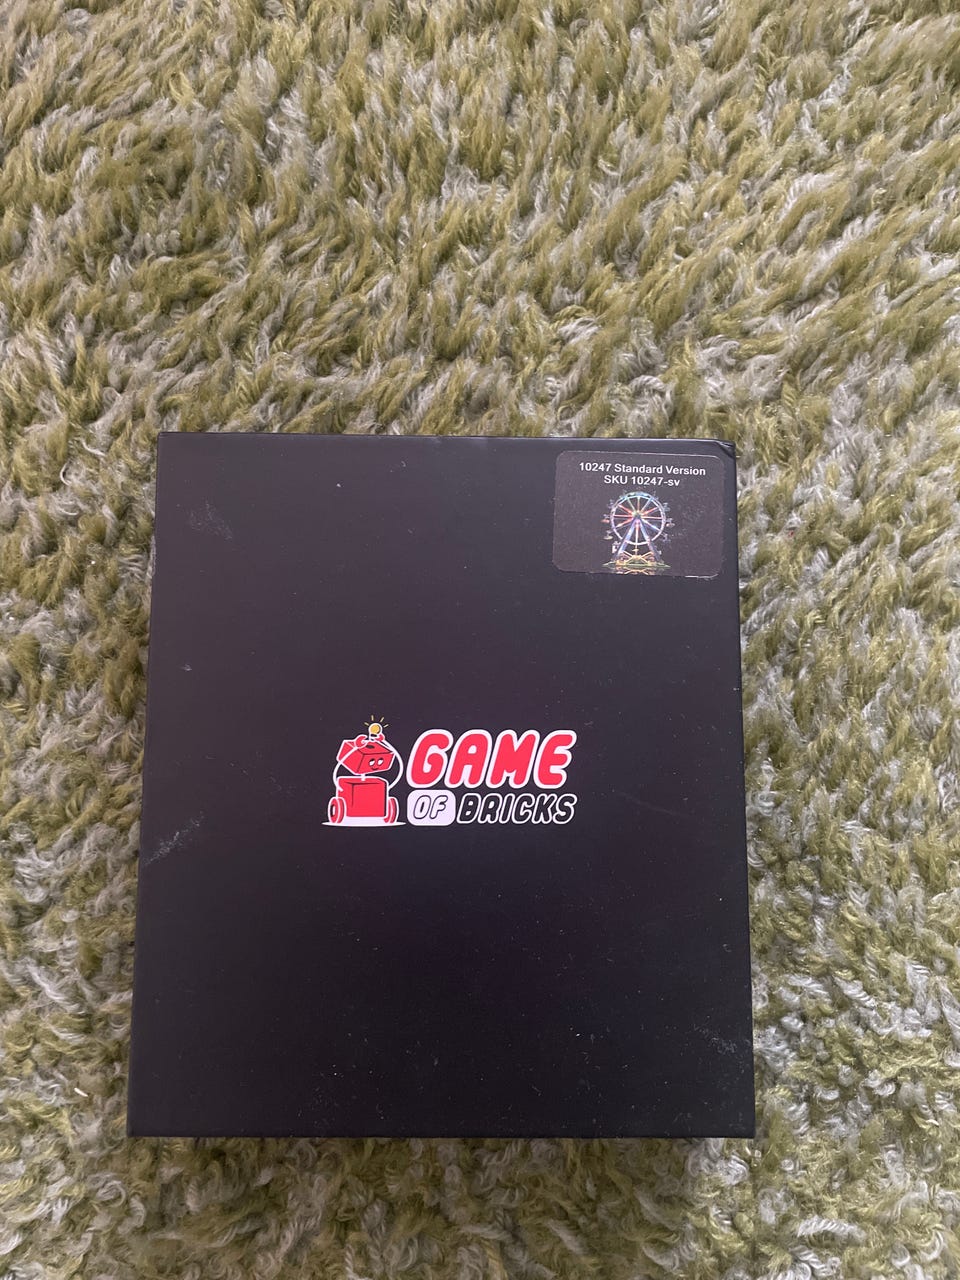 10247 Standard Version
SKU 10247-sv
GAME
OF BRICKS